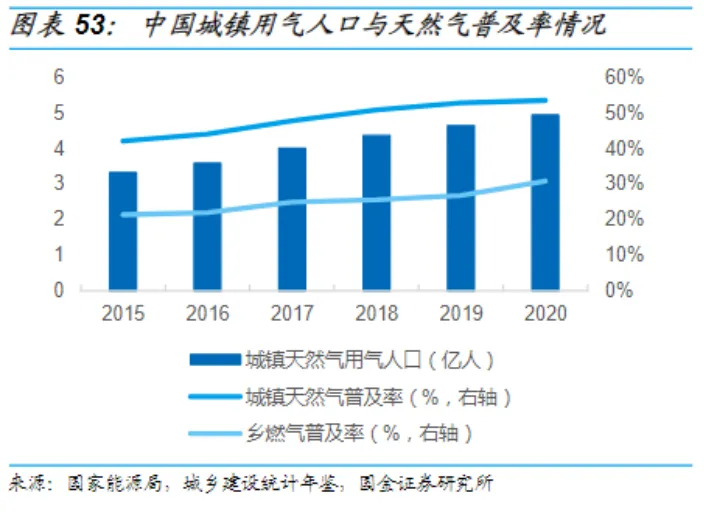 图表 53： 中国城镇用气人口与天然气普及率情况
6 60%
5 50%
4 40%
3 30%
2 20%
1 10%
0 0%
2015 2016 2017 2018 2019 2020
城镇天然气用气人口（亿人）
城镇天然气普及率（%，右轴）
乡燃气普及率（%，右轴）
来源：国家能源局，城乡建设统计年鉴，国金证券研究所